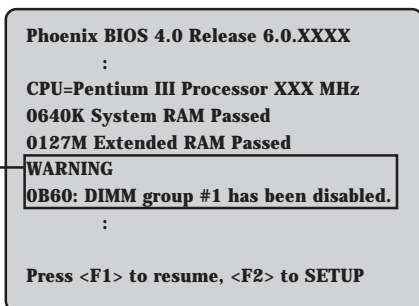 Phoenix BIOS 4.0 Release 6.0.XXXX
:
CPU=Pentium III Processor XXX MHz
0640K System RAM Passed
0127M Extended RAM Passed
WARNING
0B60: DIMM group #1 has been disabled.
:
Press <F1> to resume, <F2> to SETUP